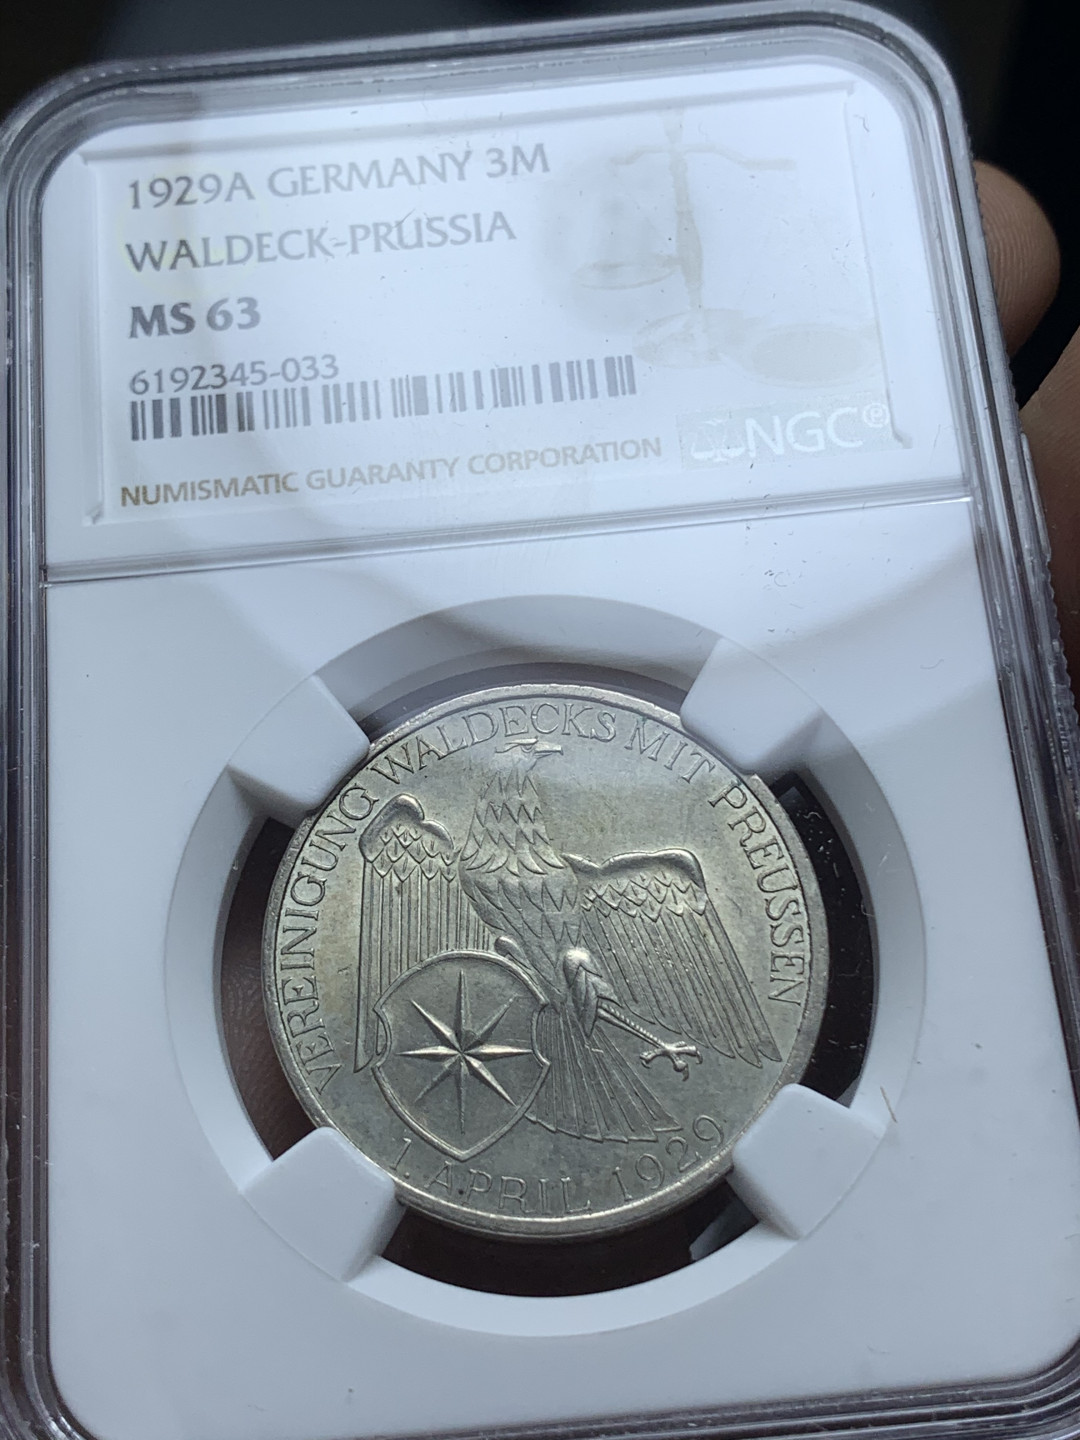 1929A GERMANY 3M
WALDECK-PRUSSIA
MS 63
6192345-033
NGC®
NUMISMATIC GUARANTY CORPORATION
VEREINIGUNG WALDECKS MIT PREUSSEN
1. APRIL 1929